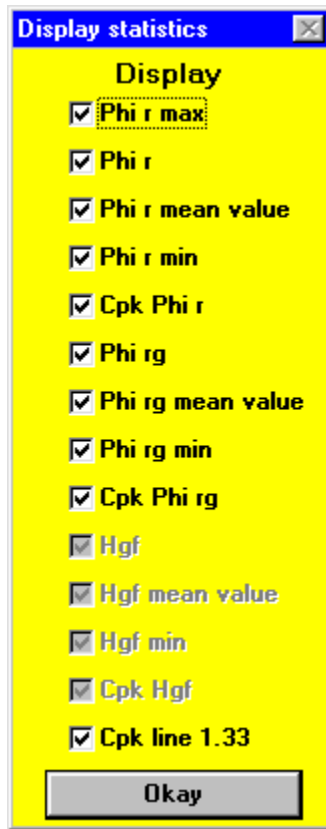 Display statistics
Display
Phi r max
Phi r
Phi r mean value
Phi r min
Cpk Phi r
Phi rg
Phi rg mean value
Phi rg min
Cpk Phi rg
Hgf
Hgf mean value
Hgf min
Cpk Hgf
Cpk line 1.33
Okay